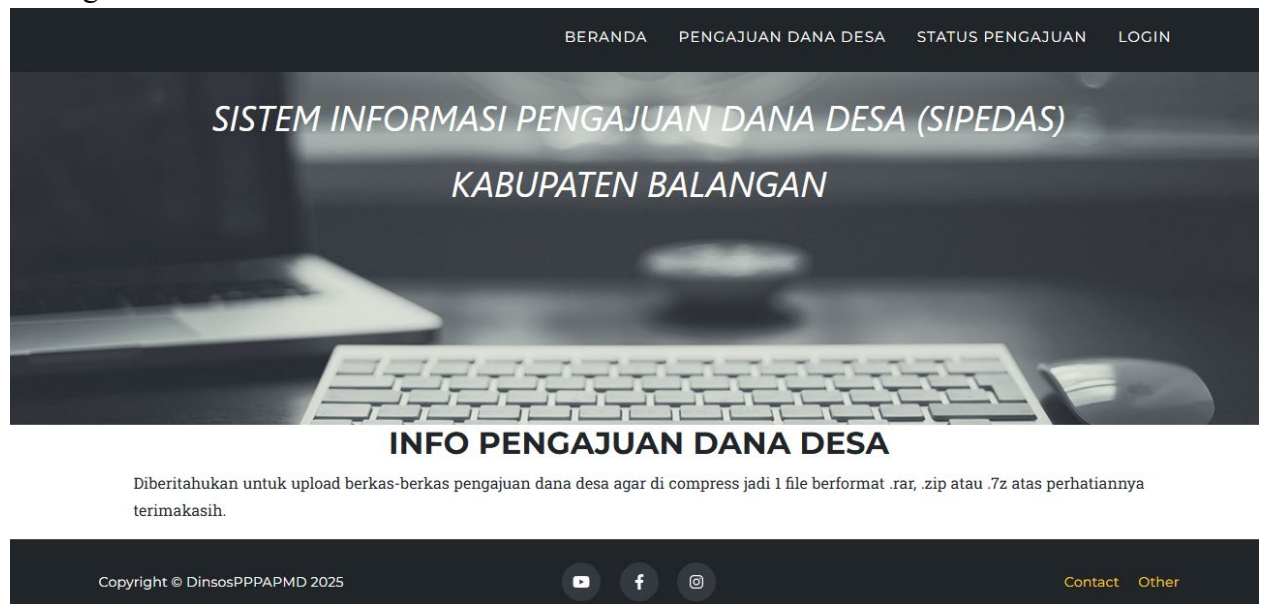 BERANDA PENGAJUAN DANA DESA STATUS PENGAJUAN LOGIN
SISTEM INFORMASI PENGAJUAN DANA DESA (SIPEDAS)
KABUPATEN BALANGAN
INFO PENGAJUAN DANA DESA
Diberitahukan untuk upload berkas-berkas pengajuan dana desa agar di compress jadi 1 file berformat .rar, .zip atau .7z atas perhatiannya
terimakasih.
Copyright © DinsosPPPAPMD 2025 Contact Other